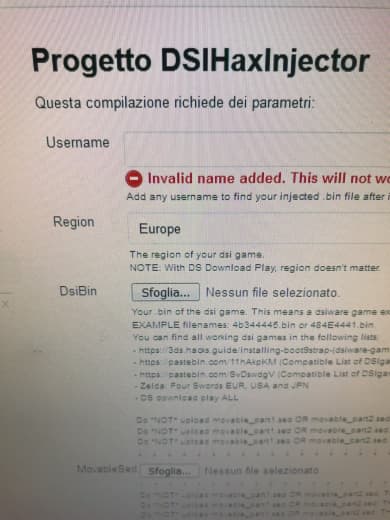 Progetto DSIHaxInjector
Questa compilazione richiede dei parametri:
Username
Invalid name added. This will not wo
Add any username to find your injected .bin file after i
Region
Europe
The region of your dsi game.
NOTE: With DS Download Play, region doesn't matter.
DsiBin
Sfoglia... Nessun file selezionato.
Your .bin of the dsi game. This means a dsiware game ex
EXAMPLE filenames: 4b344445.bin or 484E4441.bin
You can find all working dsi games in the following lists:
- https://3ds.hacks.guide/installing-boot9strap-(dsiware-gam
- https://pastebin.com/11hAkpKM (Compatible List of DSIga
- https://pastebin.com/SvDswdgV (Compatible List of DSIga
- Zelda: Four Swords EUR, USA and JPN
- DS download play ALL
Do *NOT* upload movable_part1.sed OR movable_part2.sed
Do *NOT* upload movable_part1.sed OR movable_part2.sed
Do *NOT* upload movable_part1.sed OR movable_part2.sed
MovableSed
Sfoglia... Nessun file selezionato
Do *NOT* upload movable_part1.sed OR movable_part2.sed
Do *NOT* upload movable_part1.sed OR movable_part2.sed
Do *NOT* upload movable_part1.sed OR movable_part2.sed